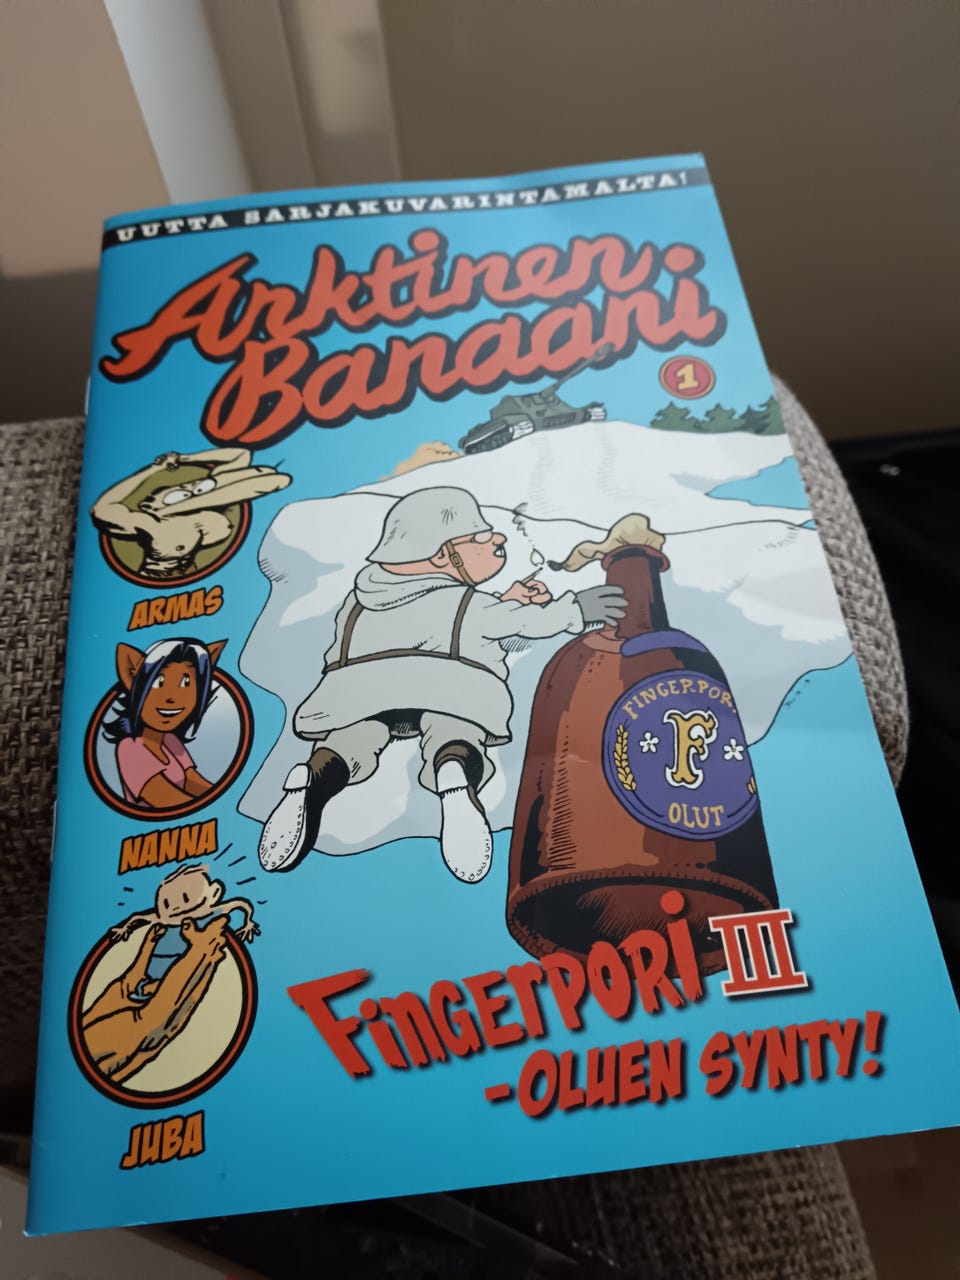 UUTTA SARJAKUVARINTAMALTA!
Arktinen
Banaani
1
ARMAS
NANNA
JUBA
FINGERPORI
F
OLUT
FINGERPORI III
-OLUEN SYNTY!